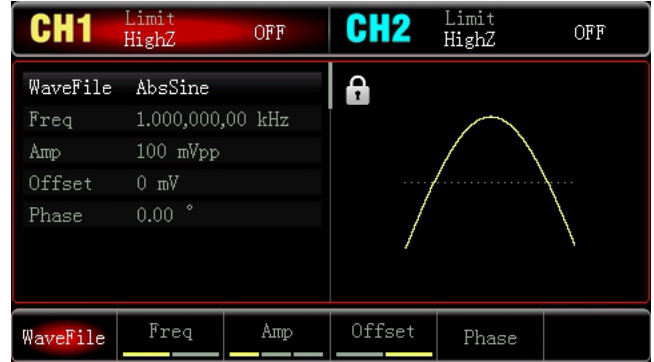 CH1 Limit HighZ OFF CH2 Limit HighZ OFF
WaveFile AbsSine
Freq 1.000,000,00 kHz
Amp 100 mVpp
Offset 0 mV
Phase 0.00 °
WaveFile Freq Amp Offset Phase